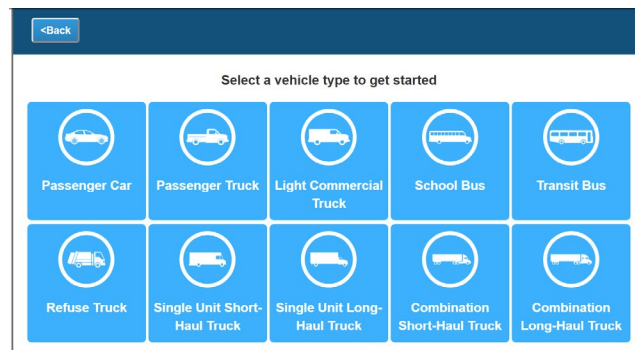 <Back
Select a vehicle type to get started
Passenger Car
Passenger Truck
Light Commercial
Truck
School Bus
Transit Bus
Refuse Truck
Single Unit Short-
Haul Truck
Single Unit Long-
Haul Truck
Combination
Short-Haul Truck
Combination
Long-Haul Truck